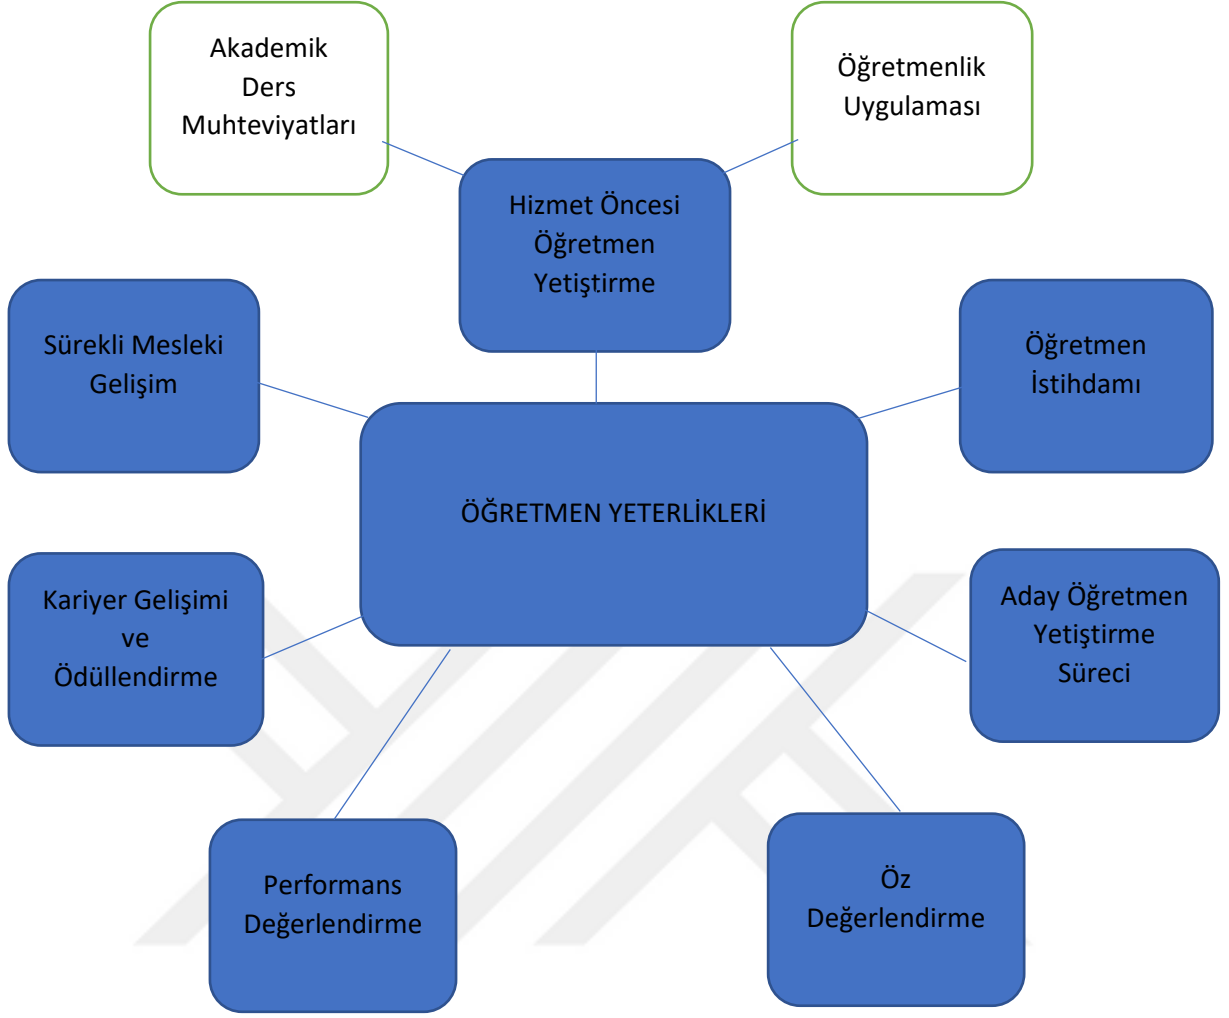 Akademik
Ders
Muhteviyatları
Öğretmenlik
Uygulaması
Hizmet Öncesi
Öğretmen
Yetiştirme
Sürekli Mesleki
Gelişim
Öğretmen
İstihdamı
ÖĞRETMEN YETERLİKLERİ
Kariyer Gelişimi
ve
Ödüllendirme
Aday Öğretmen
Yetiştirme
Süreci
Performans
Değerlendirme
Öz
Değerlendirme